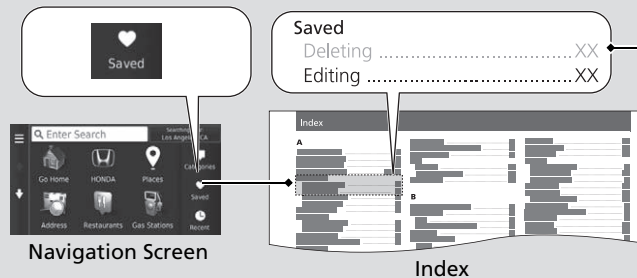 Saved
Saved
Deleting ........................................XX
Editing ..........................................XX
Enter Search
Searching near
Los Angeles, CA
Go Home
HONDA
Places
Categories
Saved
Address
Restaurants
Gas Stations
Recent
Navigation Screen
Index
A
B
Index